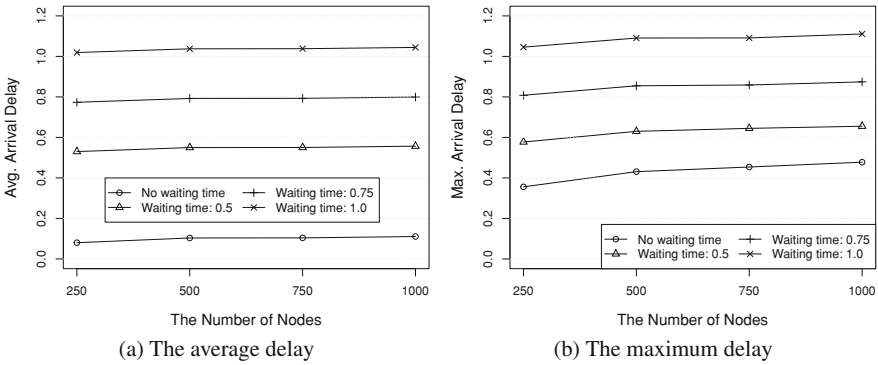 Avg. Arrival Delay
1.2
1.0
0.8
0.6
0.4
0.2
0.0
No waiting time
Waiting time: 0.5
Waiting time: 0.75
Waiting time: 1.0
250
500
750
1000
The Number of Nodes
(a) The average delay
Max. Arrival Delay
1.2
1.0
0.8
0.6
0.4
0.2
0.0
No waiting time
Waiting time: 0.5
Waiting time: 0.75
Waiting time: 1.0
250
500
750
1000
The Number of Nodes
(b) The maximum delay